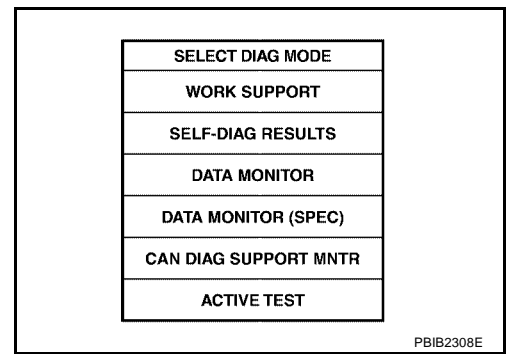 SELECT DIAG MODE
WORK SUPPORT
SELF-DIAG RESULTS
DATA MONITOR
DATA MONITOR (SPEC)
CAN DIAG SUPPORT MNTR
ACTIVE TEST
PBIB2308E